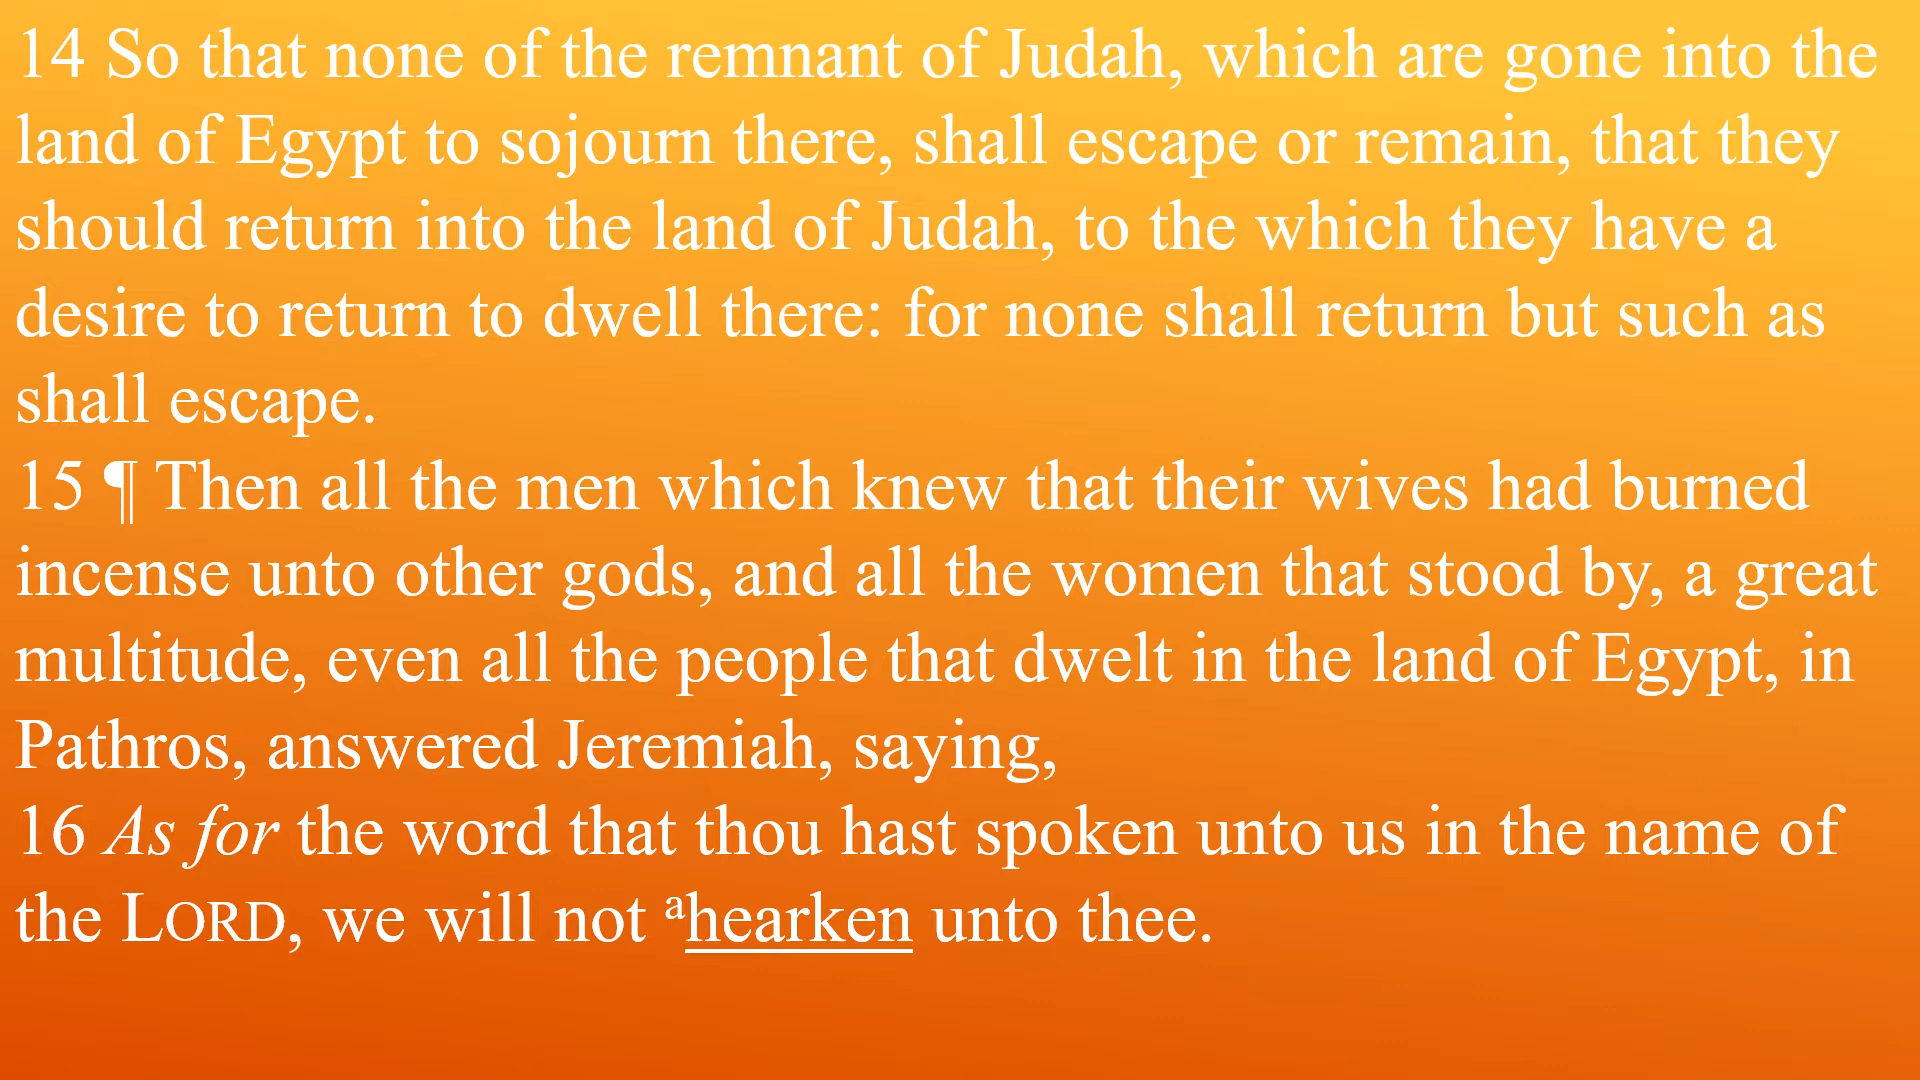 14 So that none of the remnant of Judah, which are gone into the
land of Egypt to sojourn there, shall escape or remain, that they
should return into the land of Judah, to the which they have a
desire to return to dwell there: for none shall return but such as
shall escape.
15 ¶ Then all the men which knew that their wives had burned
incense unto other gods, and all the women that stood by, a great
multitude, even all the people that dwelt in the land of Egypt, in
Pathros, answered Jeremiah, saying,
16 As for the word that thou hast spoken unto us in the name of
the LORD, we will not ahearken unto thee.